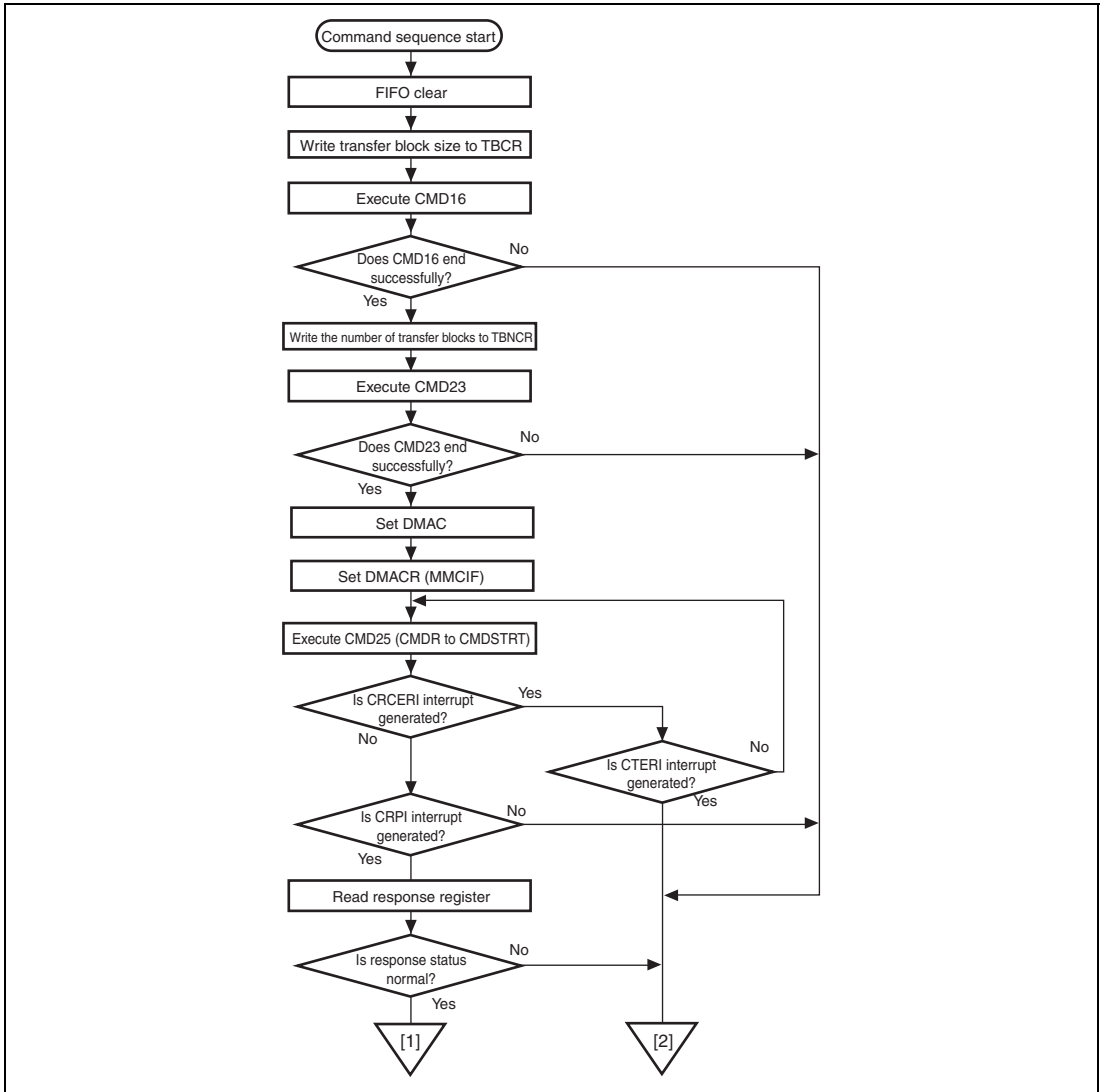 Command sequence start
FIFO clear
Write transfer block size to TBCR
Execute CMD16
Does CMD16 end
successfully?
No
Yes
Write the number of transfer blocks to TBNCR
Execute CMD23
Does CMD23 end
successfully?
No
Yes
Set DMAC
Set DMACR (MMCIF)
Execute CMD25 (CMDR to CMDSTRT)
Is CRCERI interrupt
generated?
Yes
No
Is CTERI interrupt
generated?
No
Yes
Is CRPI interrupt
generated?
No
Yes
Read response register
Is response status
normal?
No
Yes
[1]
[2]